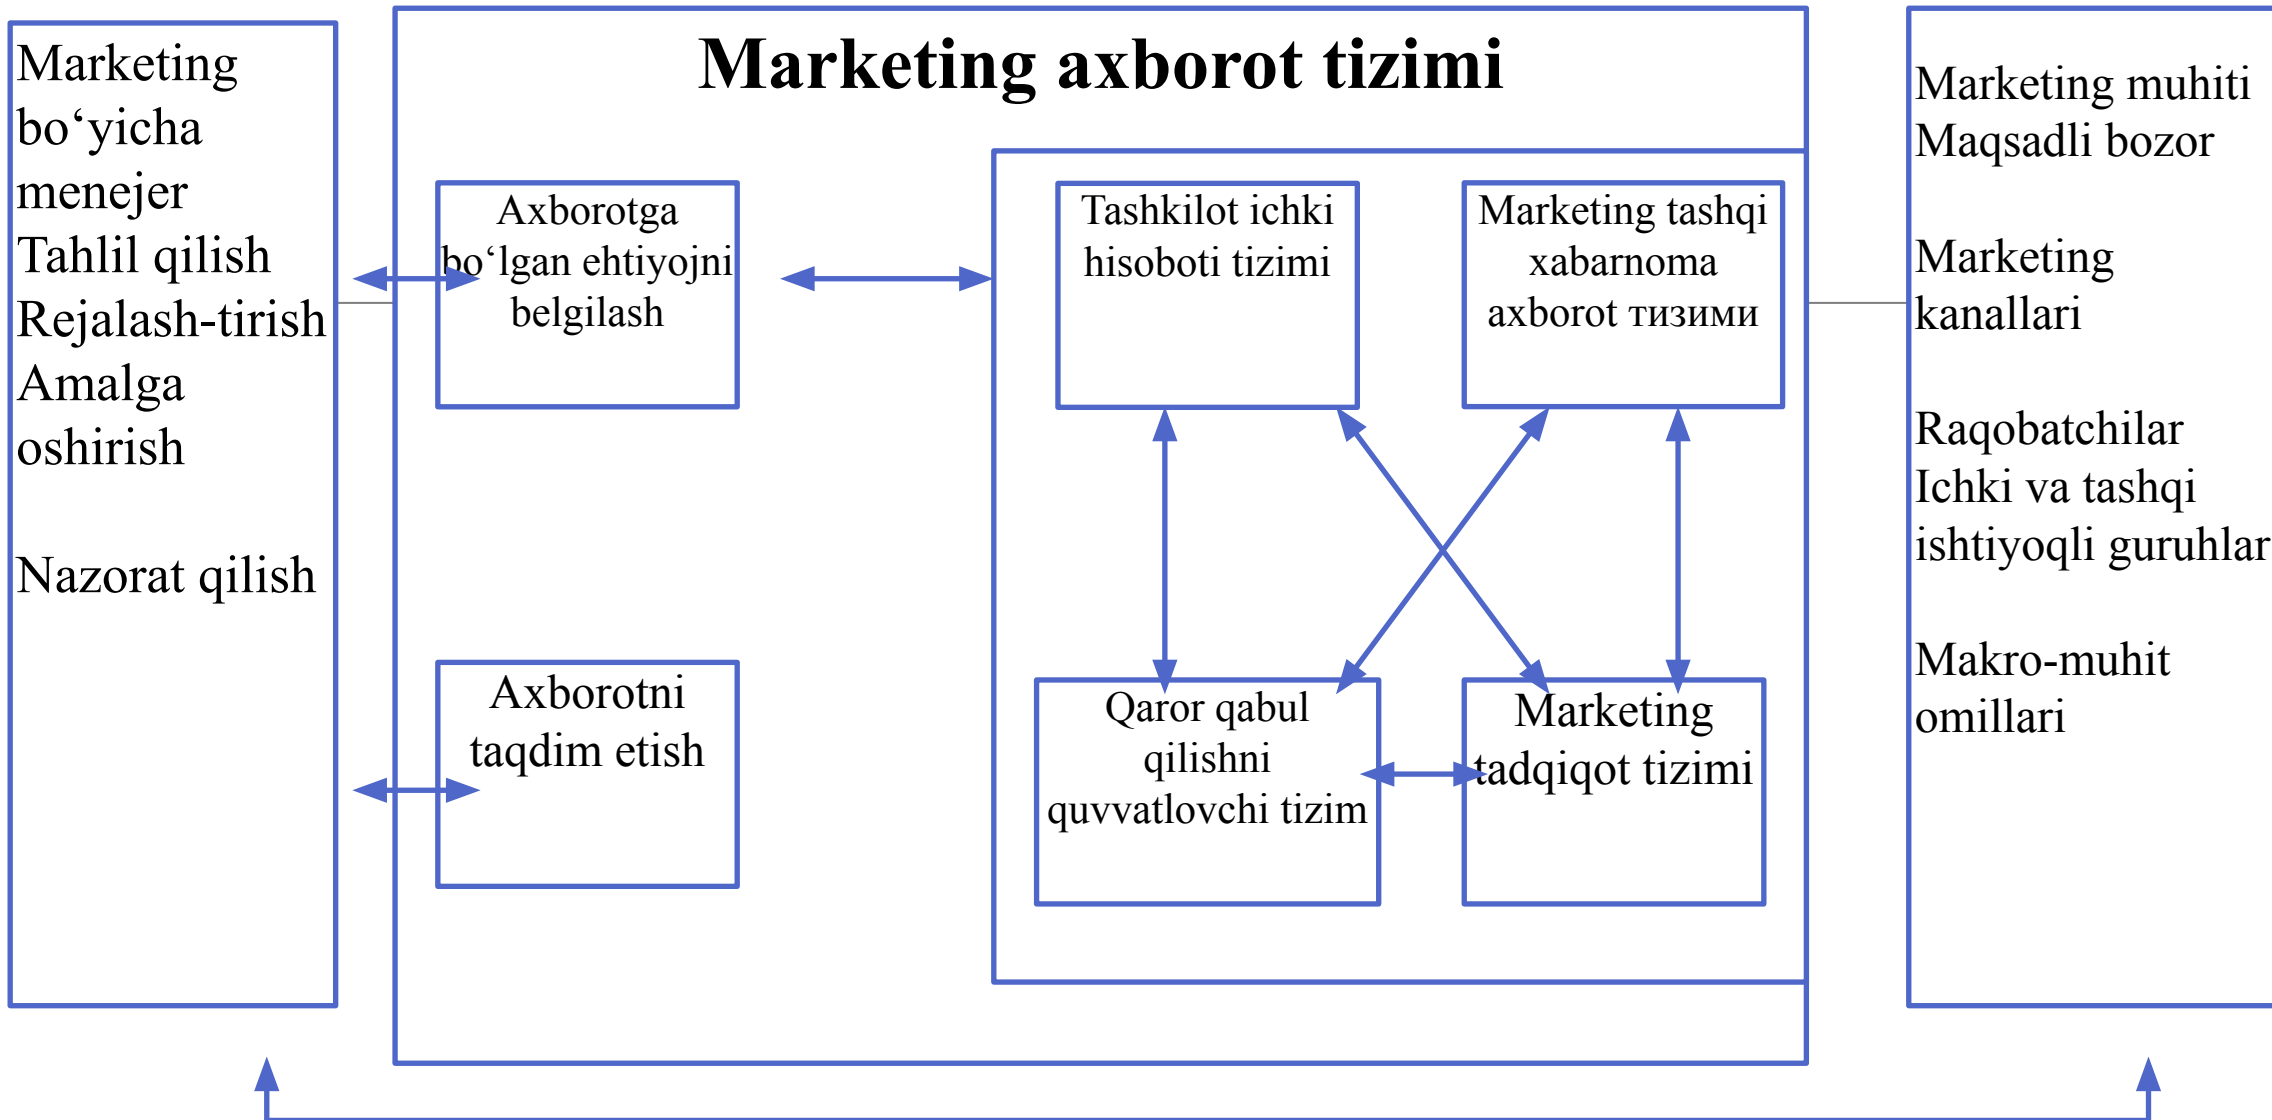 Marketing
bo‘yicha
menejer
Tahlil qilish
Rejalash-tirish
Amalga
oshirish
Nazorat qilish
Marketing axborot tizimi
Axborotga
bo‘lgan ehtiyojni
belgilash
Axborotni
taqdim etish
Tashkilot ichki
hisoboti tizimi
Marketing tashqi
xabarnoma
axborot тизими
Qaror qabul
qilishni
quvvatlovchi tizim
Marketing
tadqiqot tizimi
Marketing muhiti
Maqsadli bozor
Marketing
kanallari
Raqobatchilar
Ichki va tashqi
ishtiyoqli guruhlar
Makro-muhit
omillari